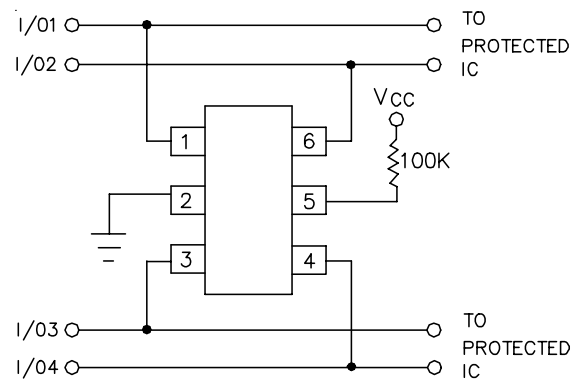 I/O1
TO
PROTECTED
IC
I/O2
VCC
100K
1
6
2
5
3
4
I/O3
TO
PROTECTED
IC
I/O4